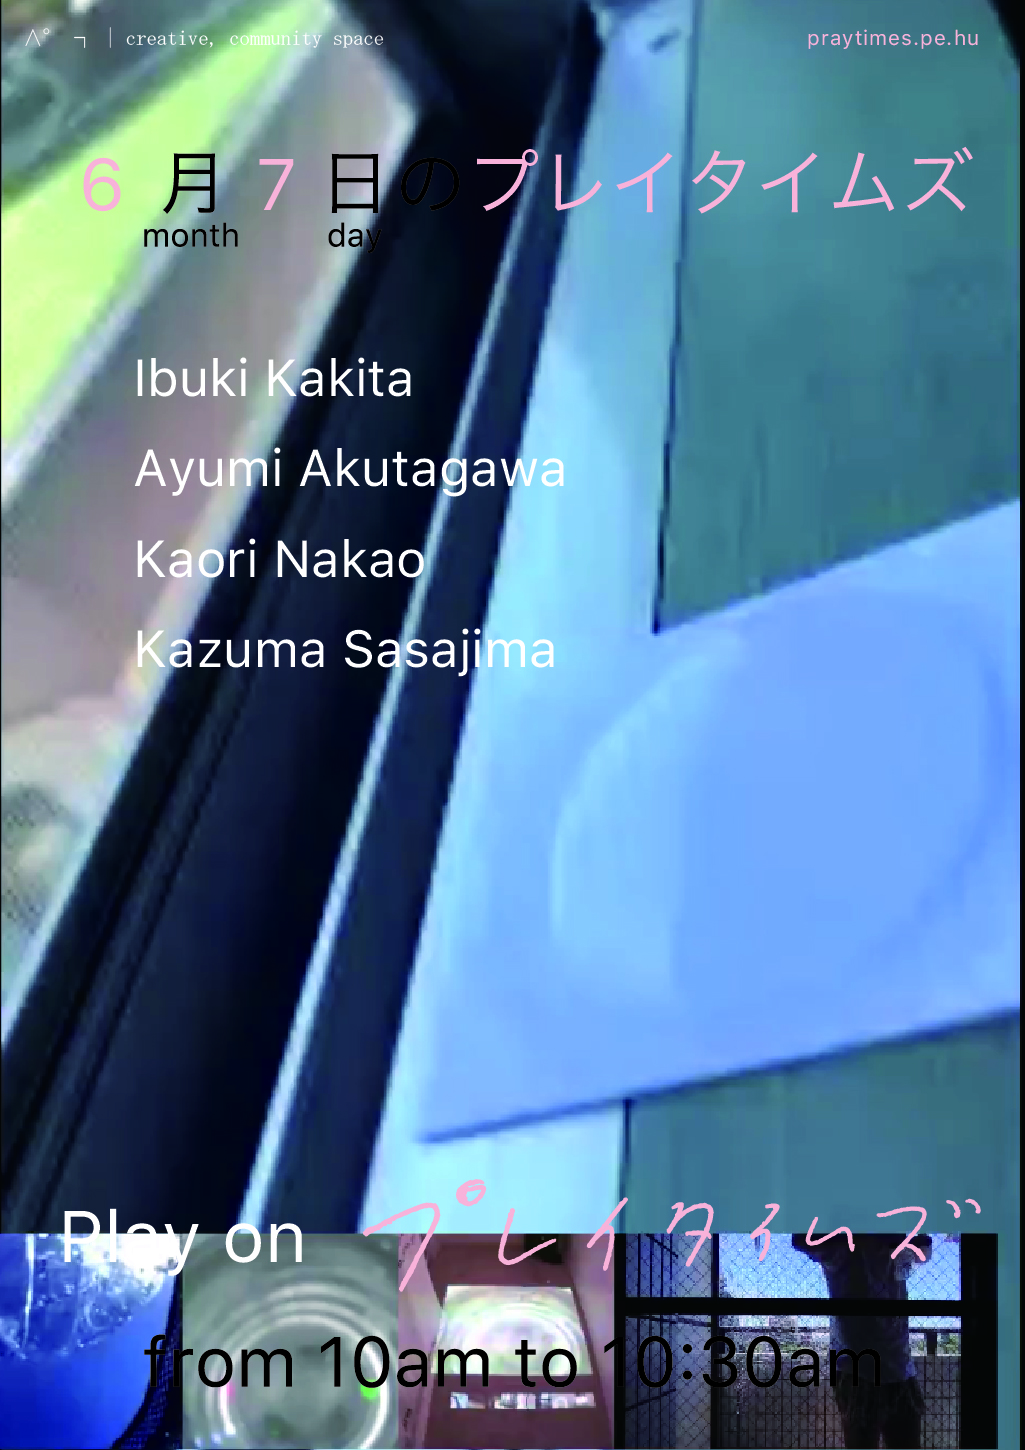 ∧° ㄱ | creative, community space
praytimes.pe.hu
6月7日のプレイタイムズ
month day
Ibuki Kakita
Ayumi Akutagawa
Kaori Nakao
Kazuma Sasajima
Play on プレイタイムズ
from 10am to 10:30am